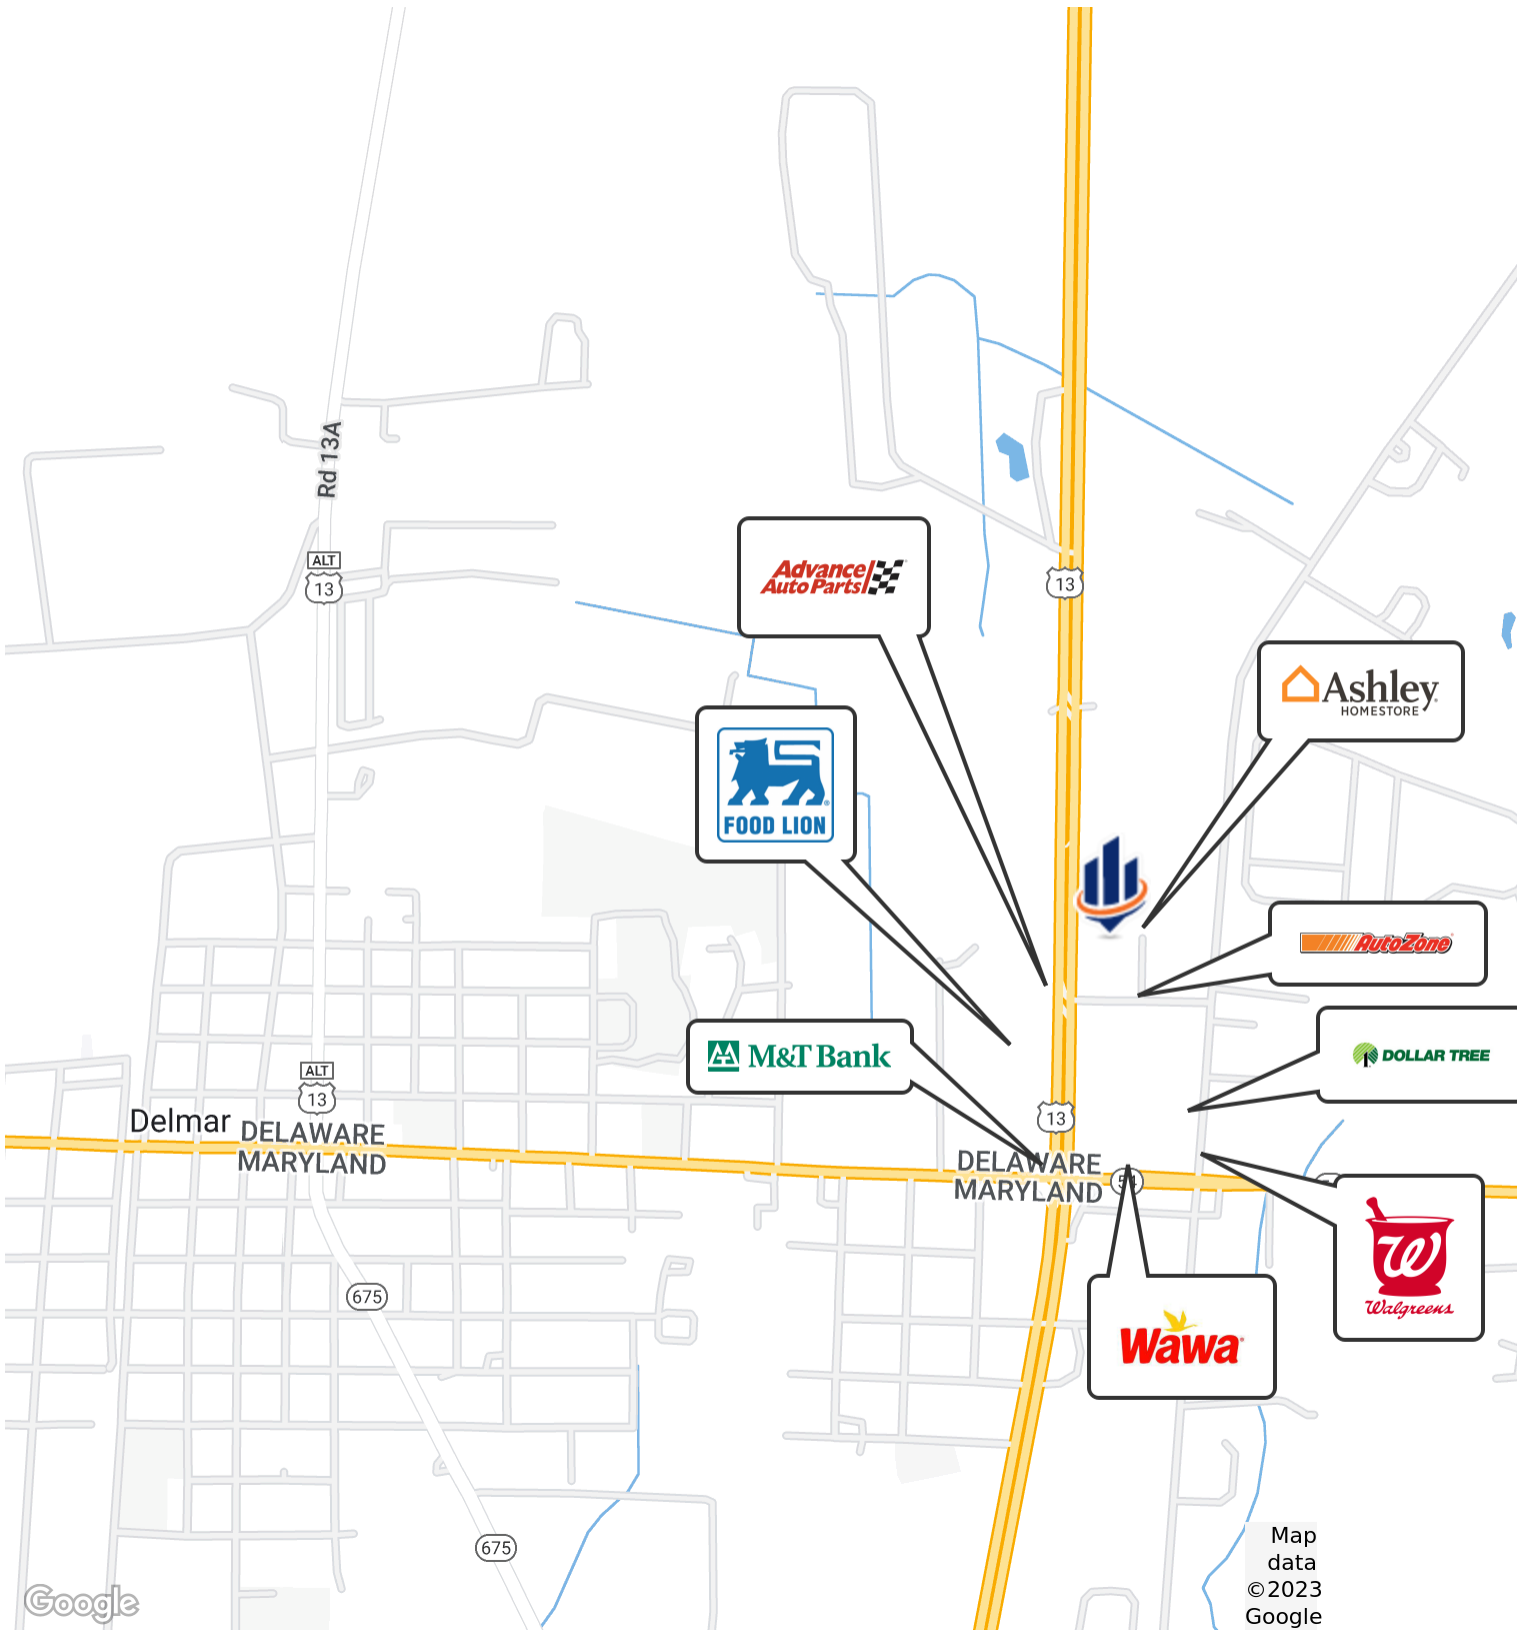 Rd 13A
ALT
13
Advance
Auto Parts
13
Ashley
HOMESTORE
FOOD LION
AutoZone
M&T Bank
DOLLAR TREE
ALT
13
13
Delmar
DELAWARE
MARYLAND
DELAWARE
MARYLAND
W
Walgreens
675
Wawa
675
Map
data
©2023
Google
Google